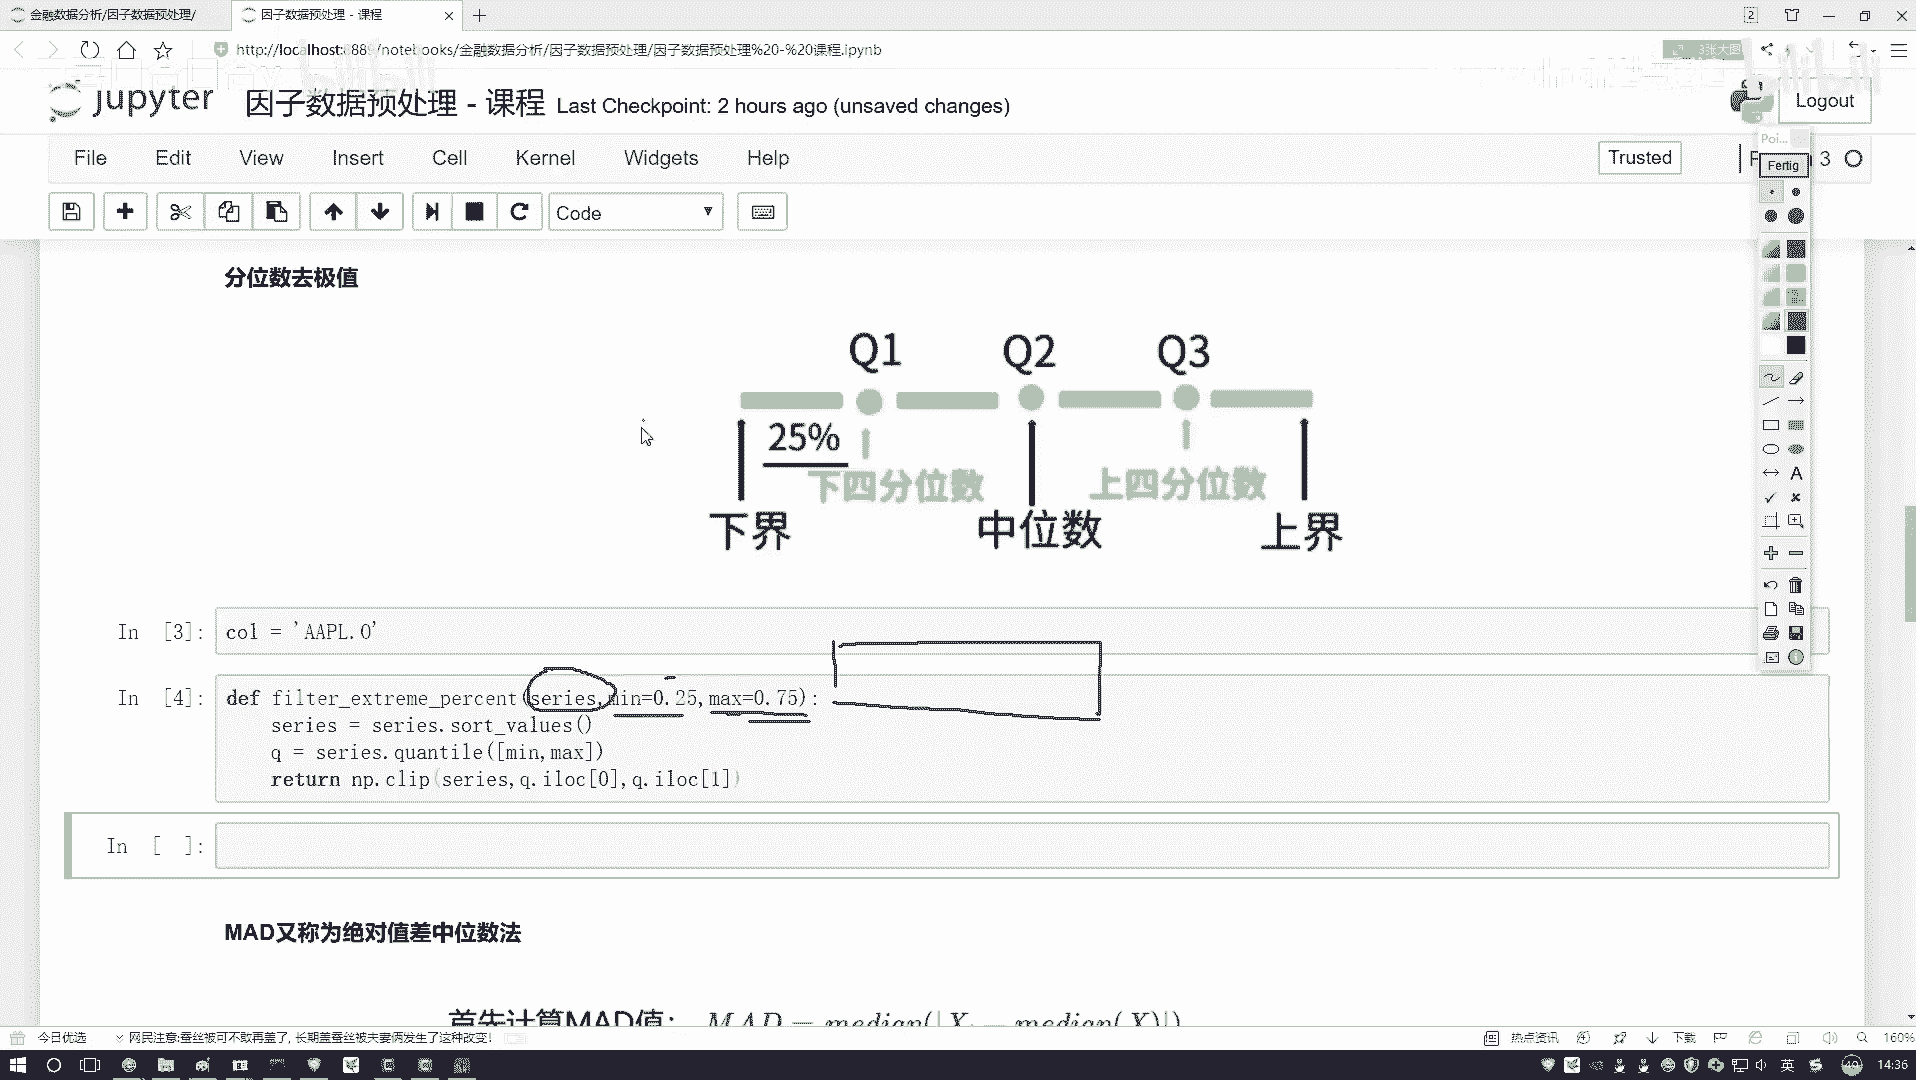 金融数据分析/因子数据预处理/
因子数据预处理 - 课程
2
http://localhost:8889/notebooks/金融数据分析/因子数据预处理/因子数据预处理%20-%20课程.ipynb
3张大图
bilibili
jupyter
因子数据预处理 - 课程 Last Checkpoint: 2 hours ago (unsaved changes)
Logout
File Edit View Insert Cell Kernel Widgets Help
Trusted
3
Poi...
Fertig
Code
分位数去极值
Q1 Q2 Q3
25%
下四分位数 上四分位数
下界 中位数 上界
In [3]: col = 'AAPL.O'
In [4]: def filter_extreme_percent(series,min=0.25,max=0.75):
series = series.sort_values()
q = series.quantile([min,max])
return np.clip(series,q.iloc[0],q.iloc[1])
In [ ]:
MAD又称为绝对值差中位数法
首先计算MAD值： MAD = median(|X_i − median(X)|)
今日优选
网民注意:蚕丝被可不敢再盖了, 长期盖蚕丝被夫妻俩发生了这种改变!
热点资讯
下载
160%
英
14:36